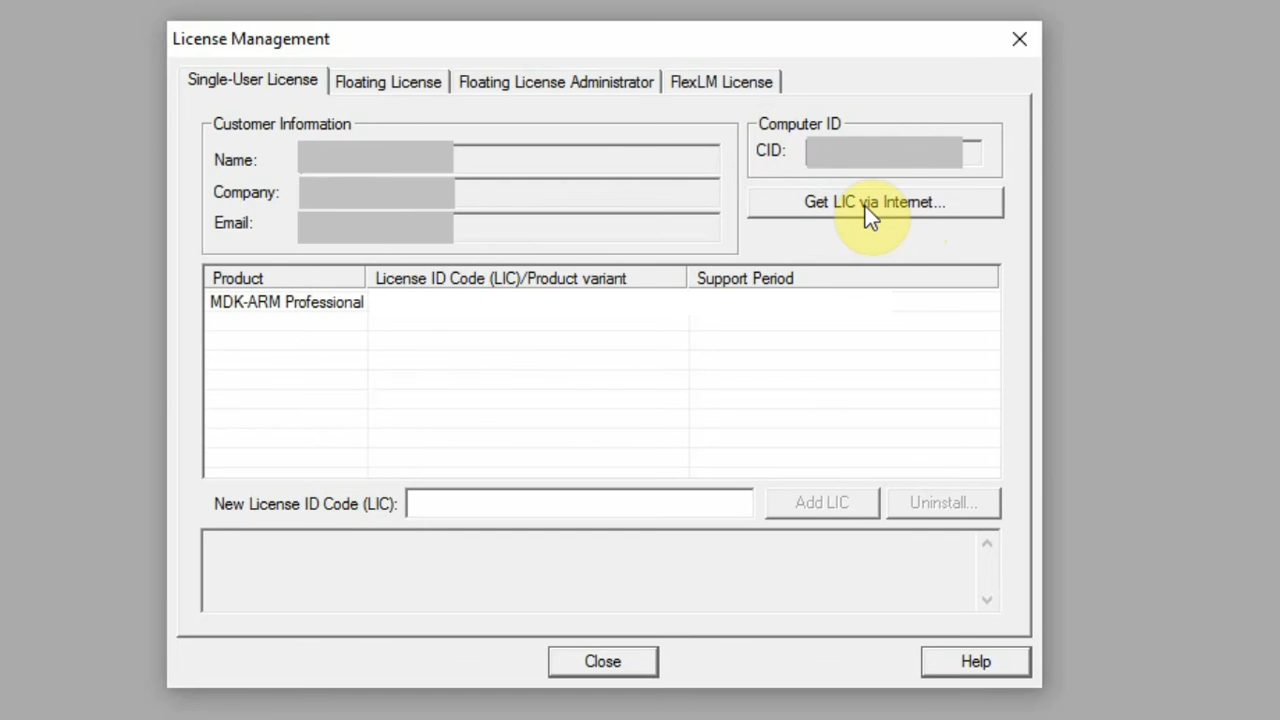 License Management
Single-User License
Floating License
Floating License Administrator
FlexLM License
Customer Information
Name:
Company:
Email:
Computer ID
CID:
Get LIC via Internet...
Product
License ID Code (LIC)/Product variant
Support Period
MDK-ARM Professional
New License ID Code (LIC):
Add LIC
Uninstall...
Close
Help